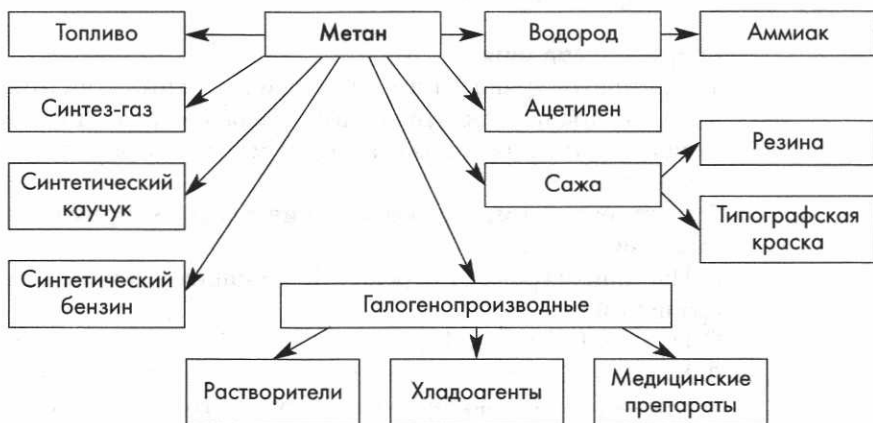 Топливо
Метан
Водород
Аммиак
Синтез-газ
Ацетилен
Синтетический
каучук
Сажа
Резина
Типографская
краска
Синтетический
бензин
Галогенопроизводные
Растворители
Хладоагенты
Медицинские
препараты